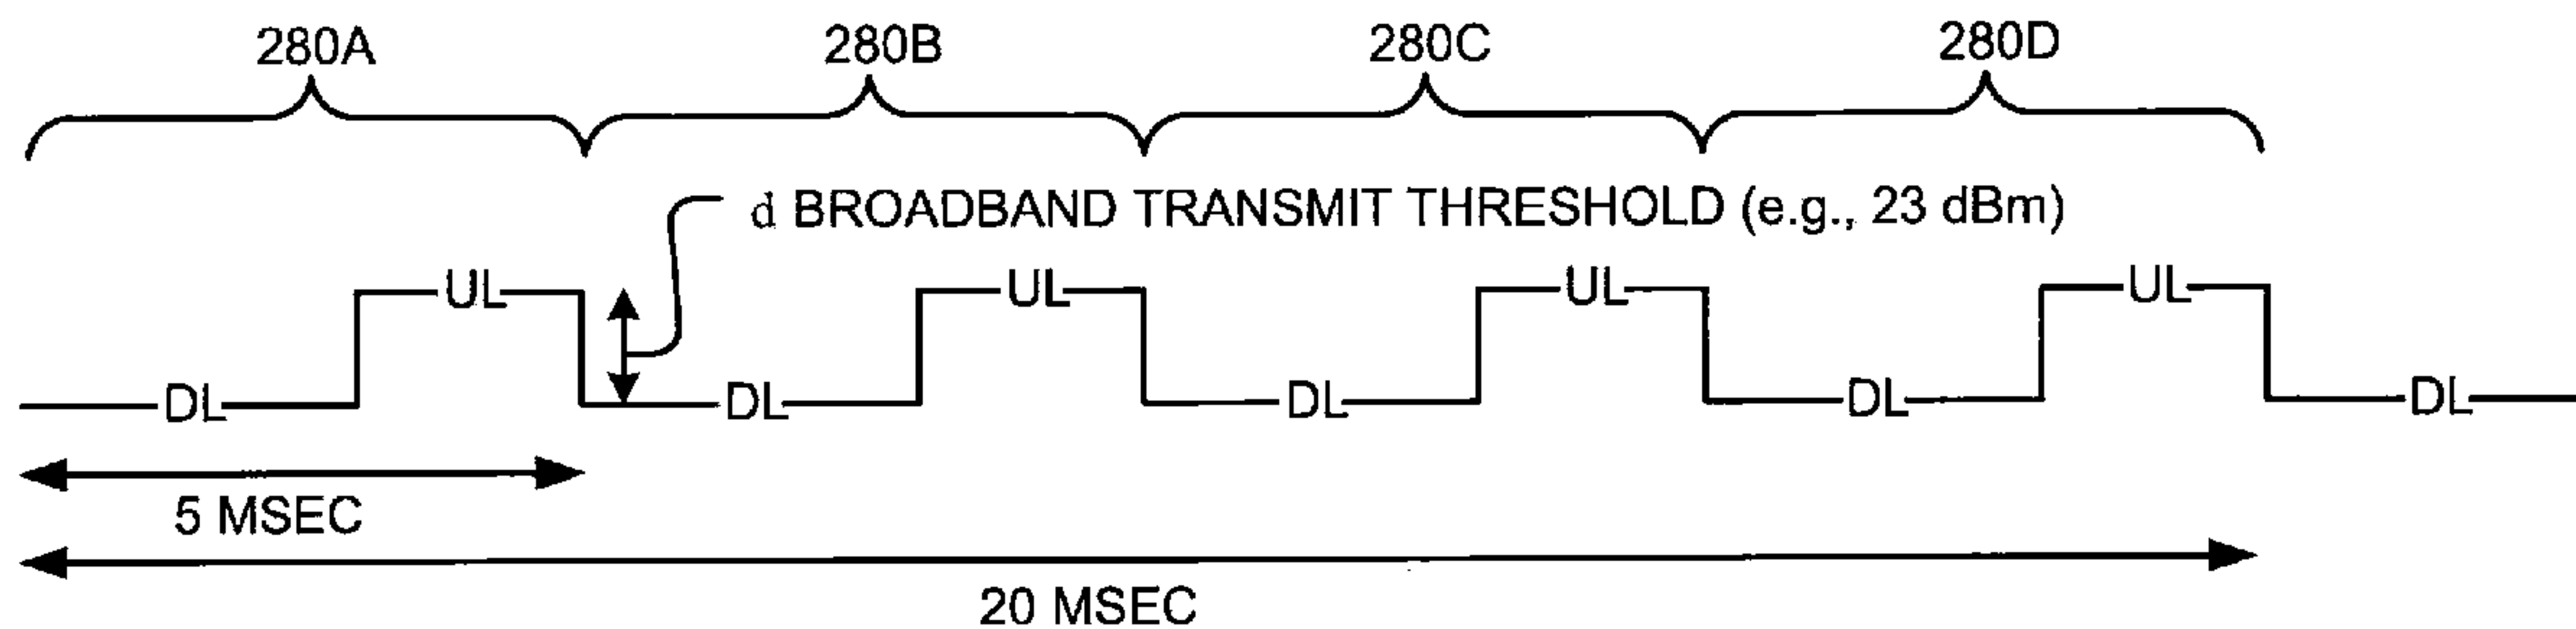 280A 280B 280C 280D
d BROADBAND TRANSMIT THRESHOLD (e.g., 23 dBm)
UL UL UL UL
DL DL DL DL DL
5 MSEC
20 MSEC